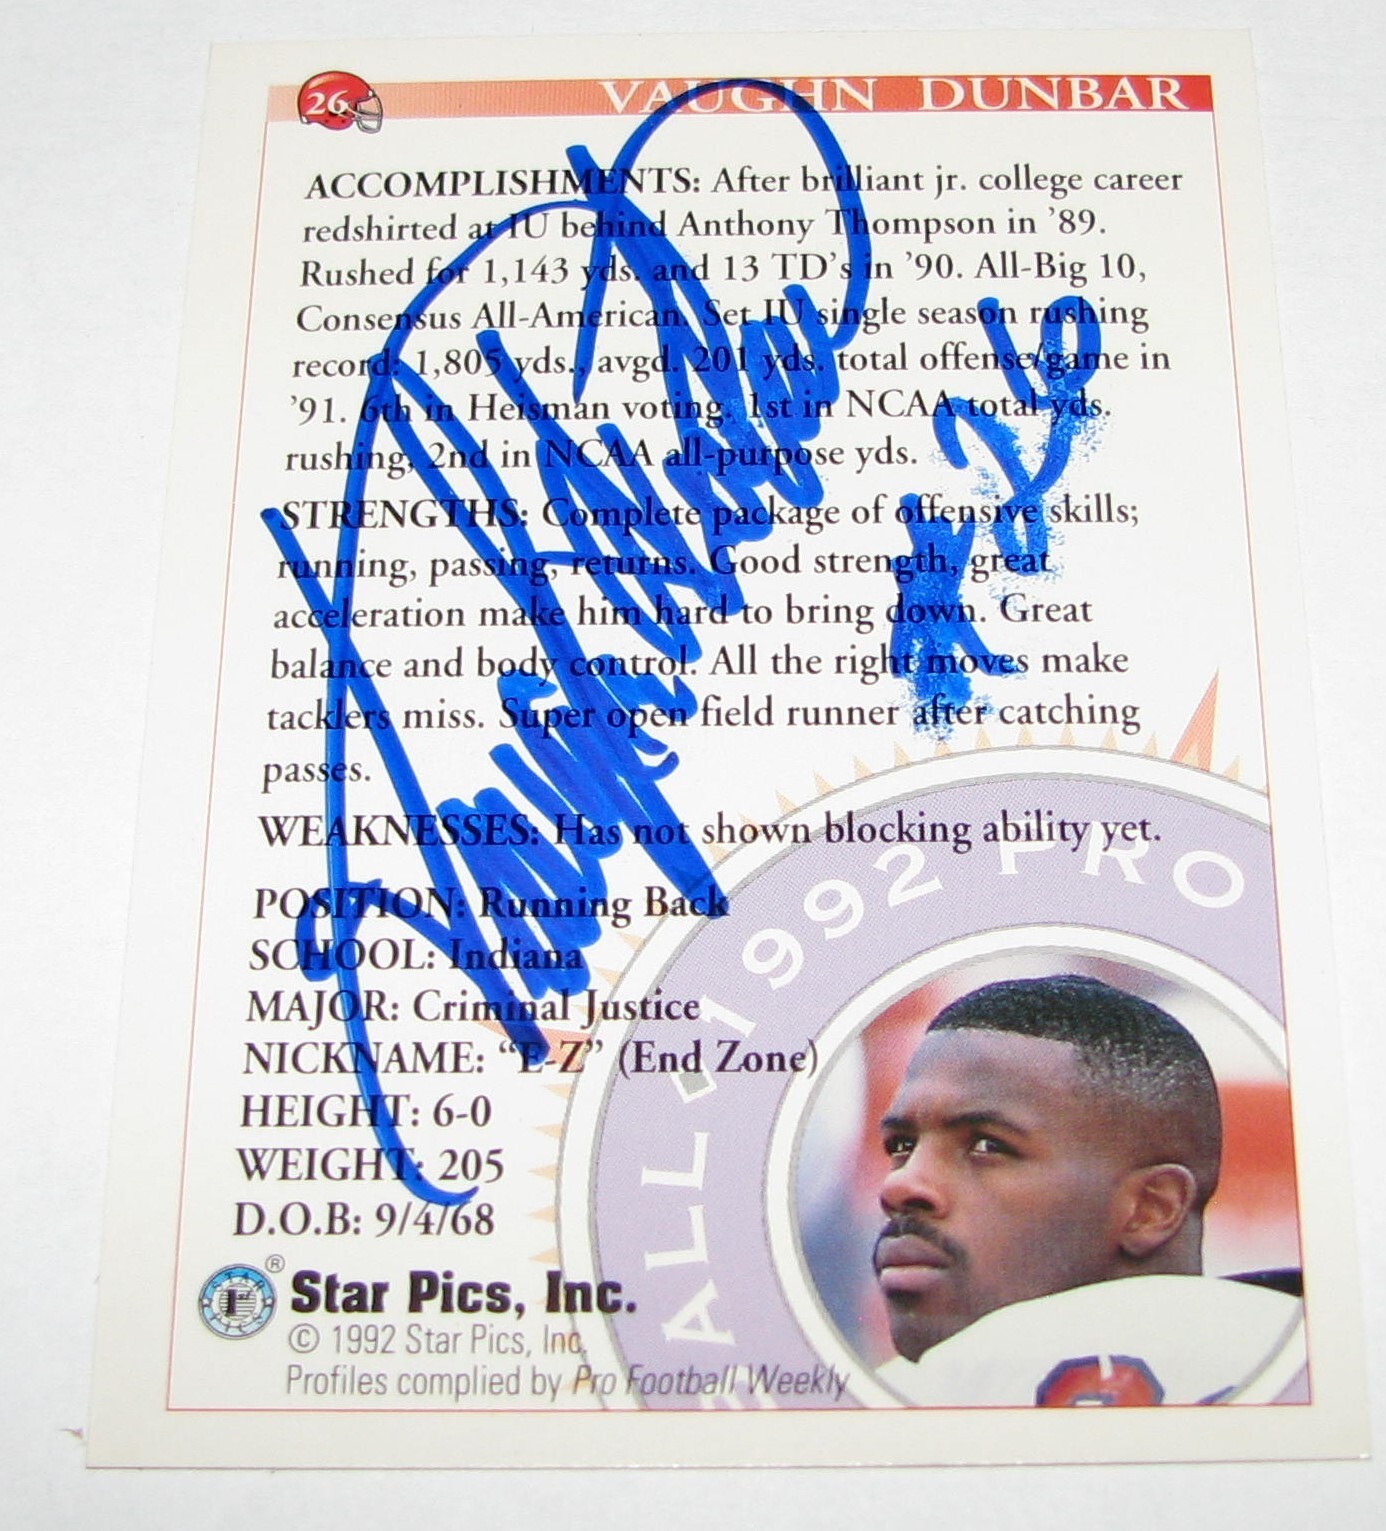 26 VAUGHN DUNBAR
ACCOMPLISHMENTS: After brilliant jr. college career
redshirted at IU behind Anthony Thompson in '89.
Rushed for 1,143 yds. and 13 TD's in '90. All-Big 10,
Consensus All-American. Set IU single season rushing
record: 1,805 yds., avgd. 201 yds. total offense/game in
'91. 6th in Heisman voting. 1st in NCAA total yds.
rushing, 2nd in NCAA all-purpose yds.
STRENGTHS: Complete package of offensive skills;
running, passing, returns. Good strength, great
acceleration make him hard to bring down. Great
balance and body control. All the right moves make
tacklers miss. Super open field runner after catching
passes.
WEAKNESSES: Has not shown blocking ability yet.
POSITION: Running Back
SCHOOL: Indiana
MAJOR: Criminal Justice
NICKNAME: “E-Z” (End Zone)
HEIGHT: 6-0
WEIGHT: 205
D.O.B: 9/4/68
ALL • 1992 PRO
STAR 1st PICS ® Star Pics, Inc.
© 1992 Star Pics, Inc.
Profiles complied by Pro Football Weekly